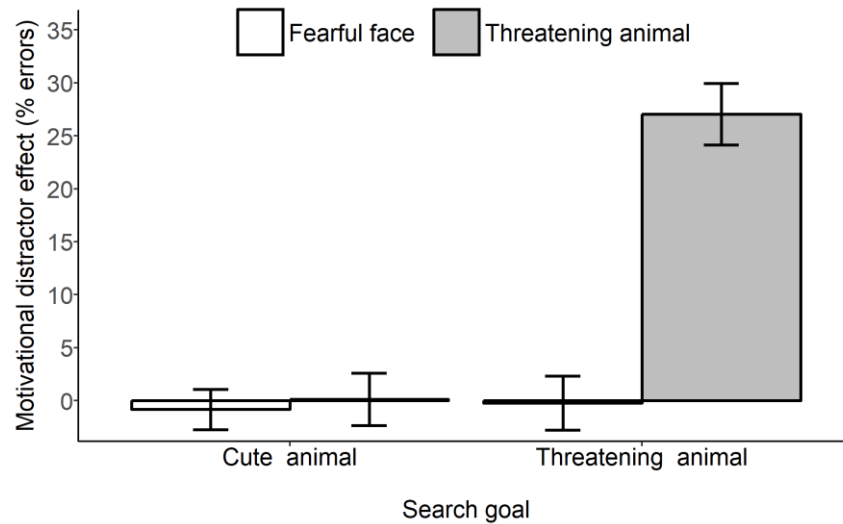 Fearful face Threatening animal
Motivational distractor effect (% errors)
35
30
25
20
15
10
5
0
Cute animal Threatening animal
Search goal